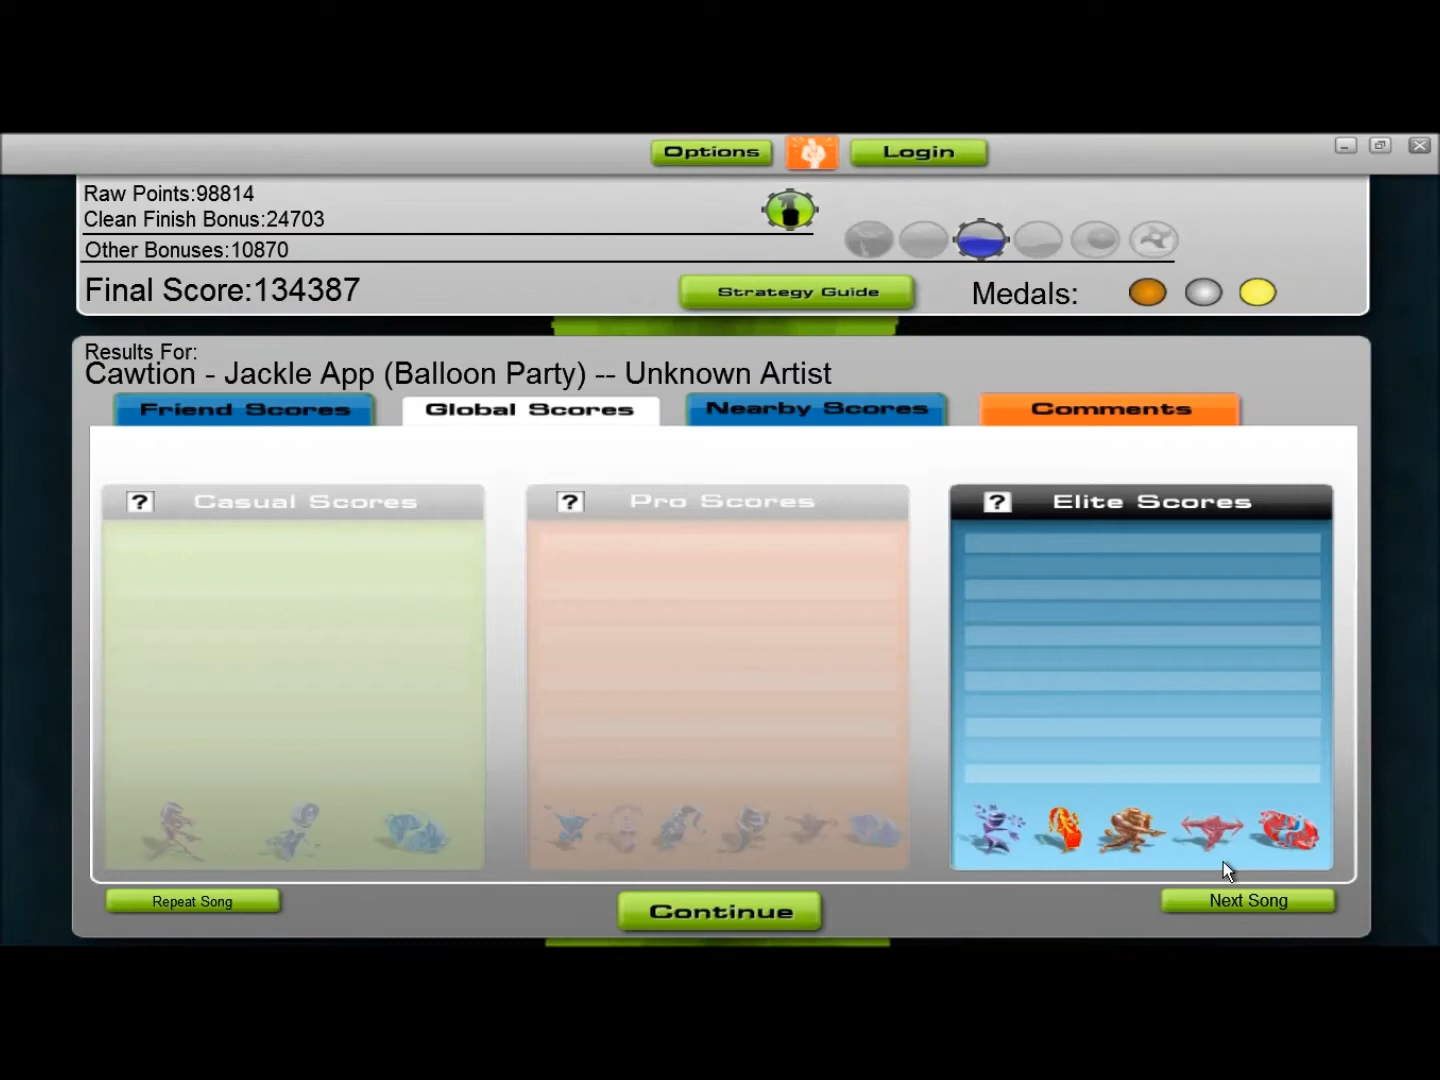 Options
Login
Raw Points:98814
Clean Finish Bonus:24703
Other Bonuses:10870
Final Score:134387
Strategy Guide
Medals:
Results For:
Cawtion - Jackle App (Balloon Party) -- Unknown Artist
Friend Scores
Global Scores
Nearby Scores
Comments
? Casual Scores
? Pro Scores
? Elite Scores
Repeat Song
Continue
Next Song